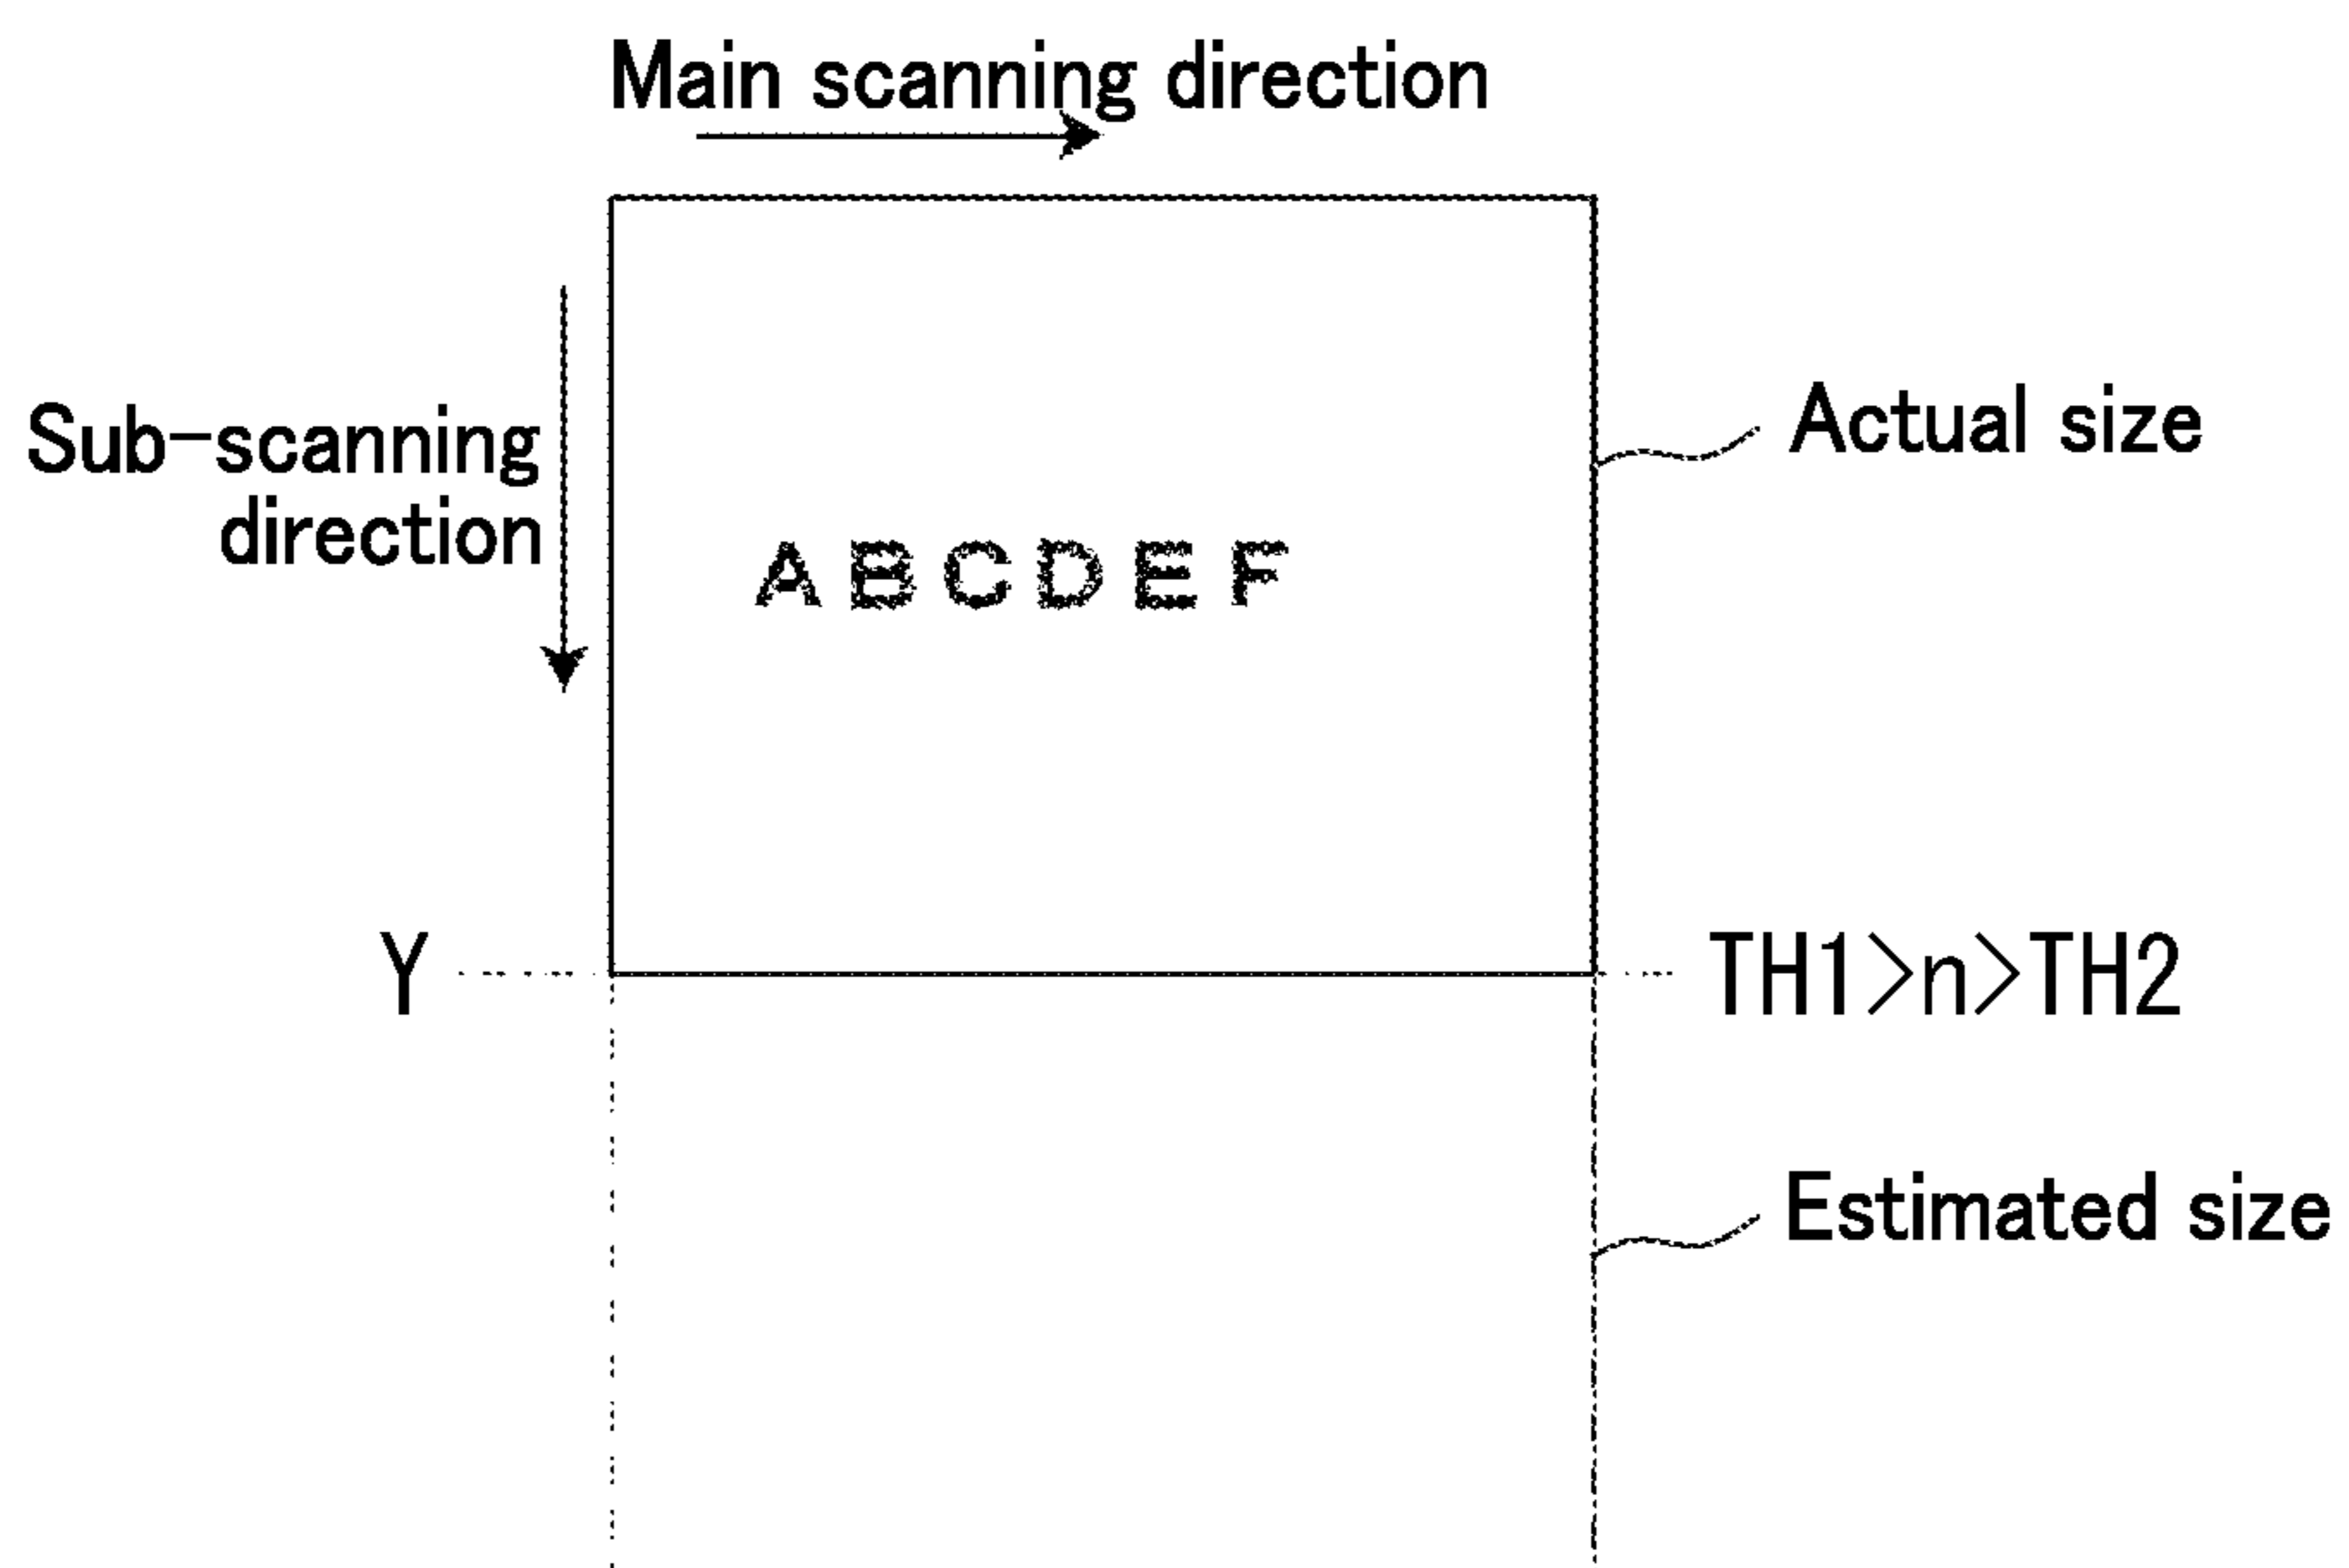 Main scanning direction
Actual size
Sub-scanning
direction
ABCDEF
Y
TH1>n>TH2
Estimated size